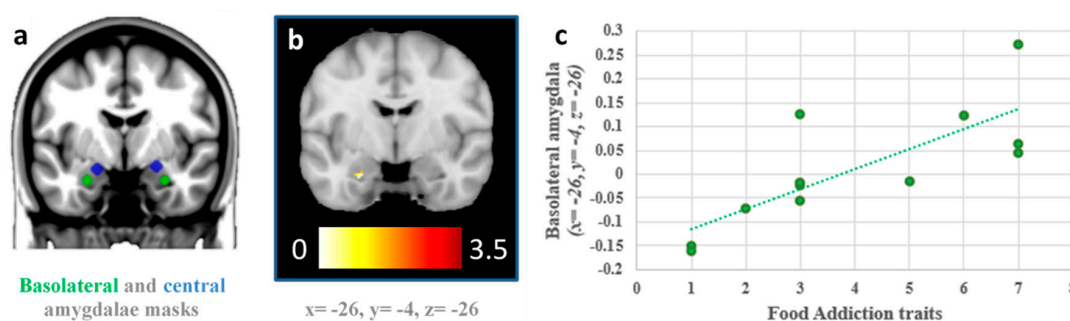 a
Basolateral and central
amygdalae masks
b
0
3.5
x= -26, y= -4, z= -26
c
Basolateral amygdala
(x= -26, y= -4, z= -26)
0.3
0.25
0.2
0.15
0.1
0.05
0
-0.05
-0.1
-0.15
-0.2
1 2 3 4 5 6 7 8
Food Addiction traits